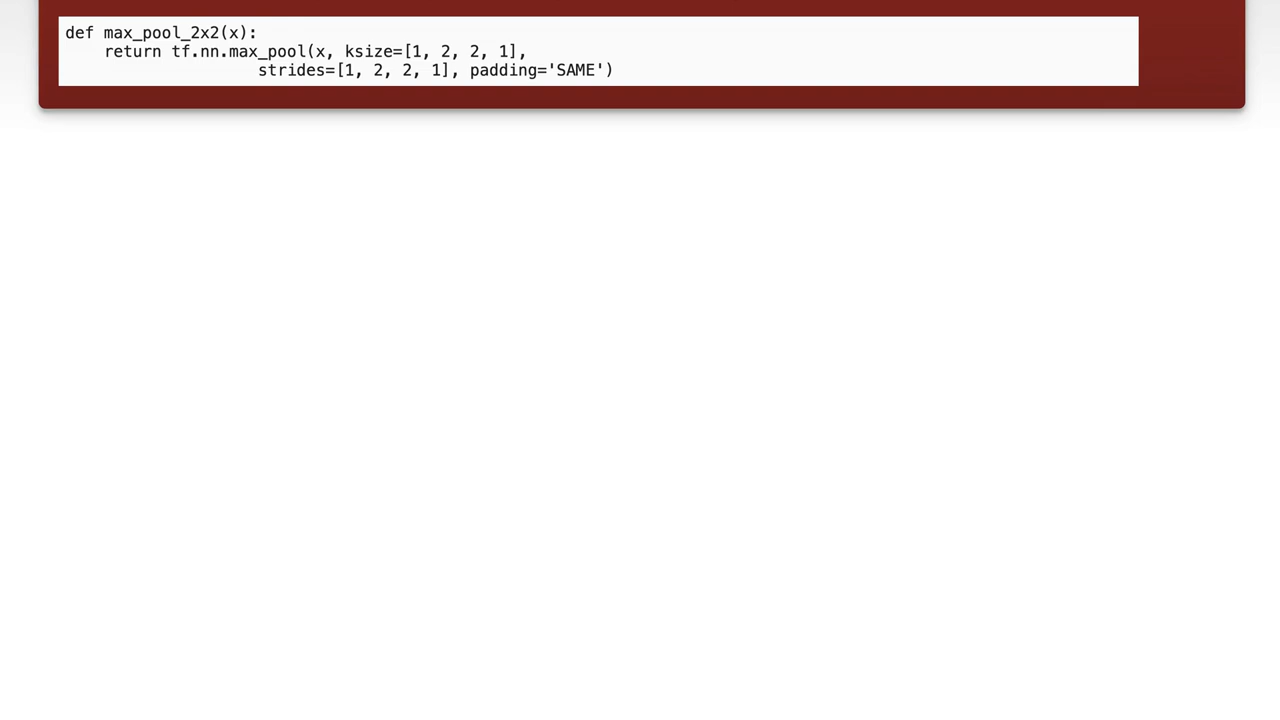 def max_pool_2x2(x):
    return tf.nn.max_pool(x, ksize=[1, 2, 2, 1],
                    strides=[1, 2, 2, 1], padding='SAME')